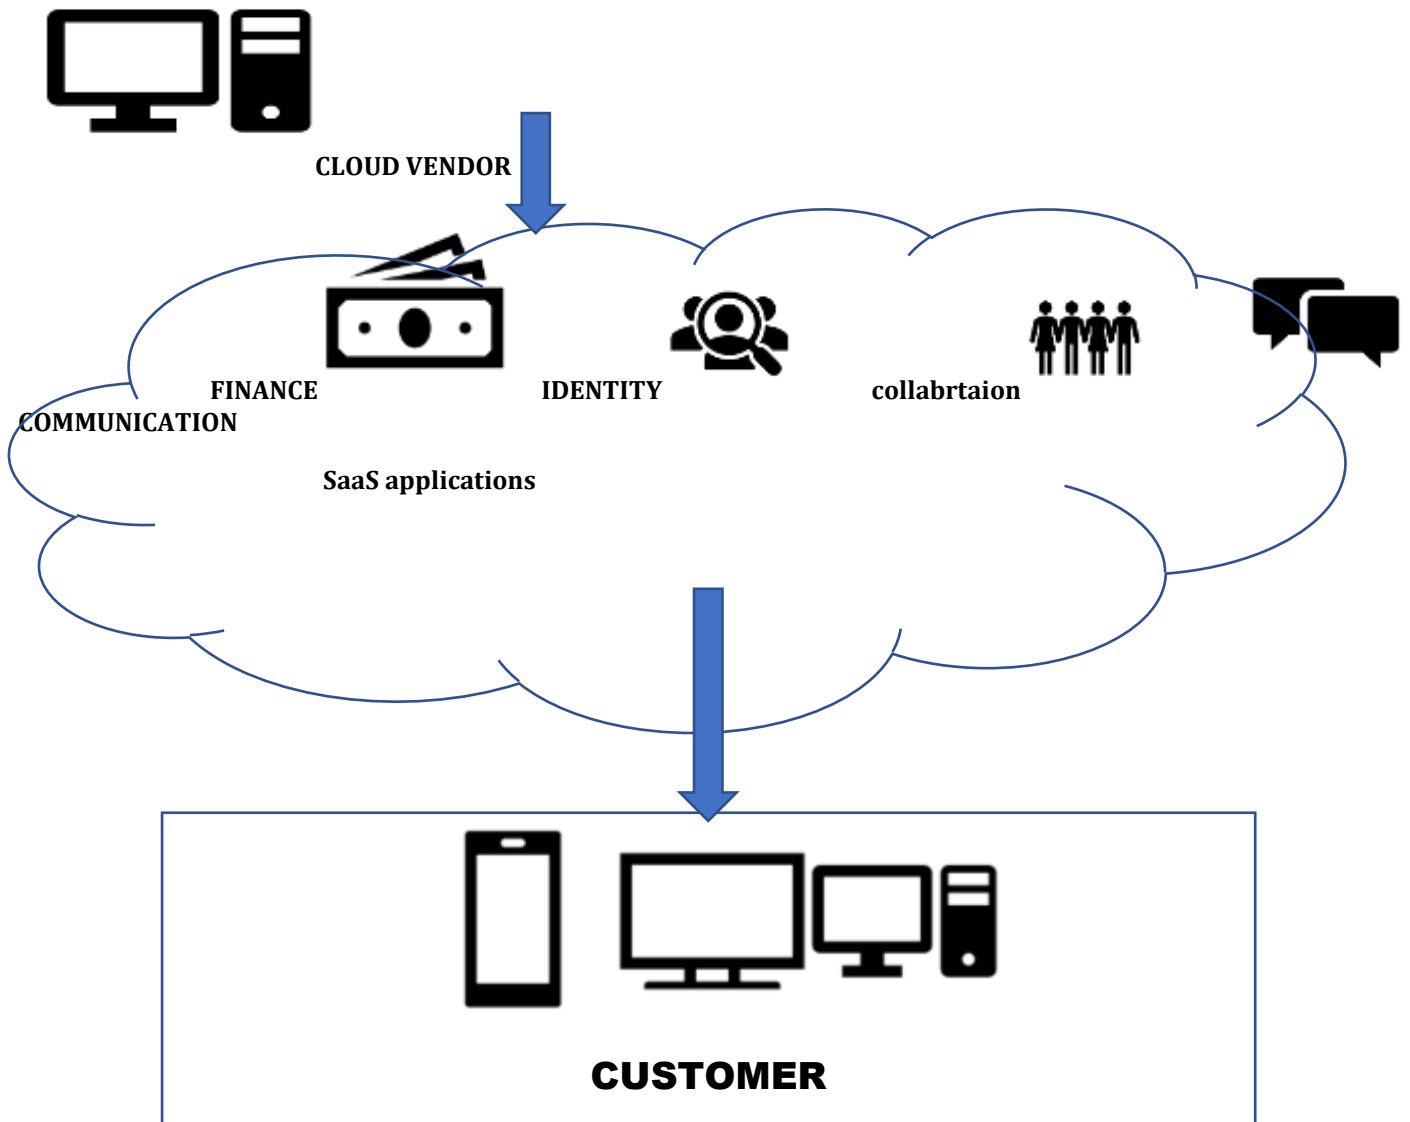 CLOUD VENDOR
FINANCE IDENTITY collabrtaion
COMMUNICATION
SaaS applications
CUSTOMER